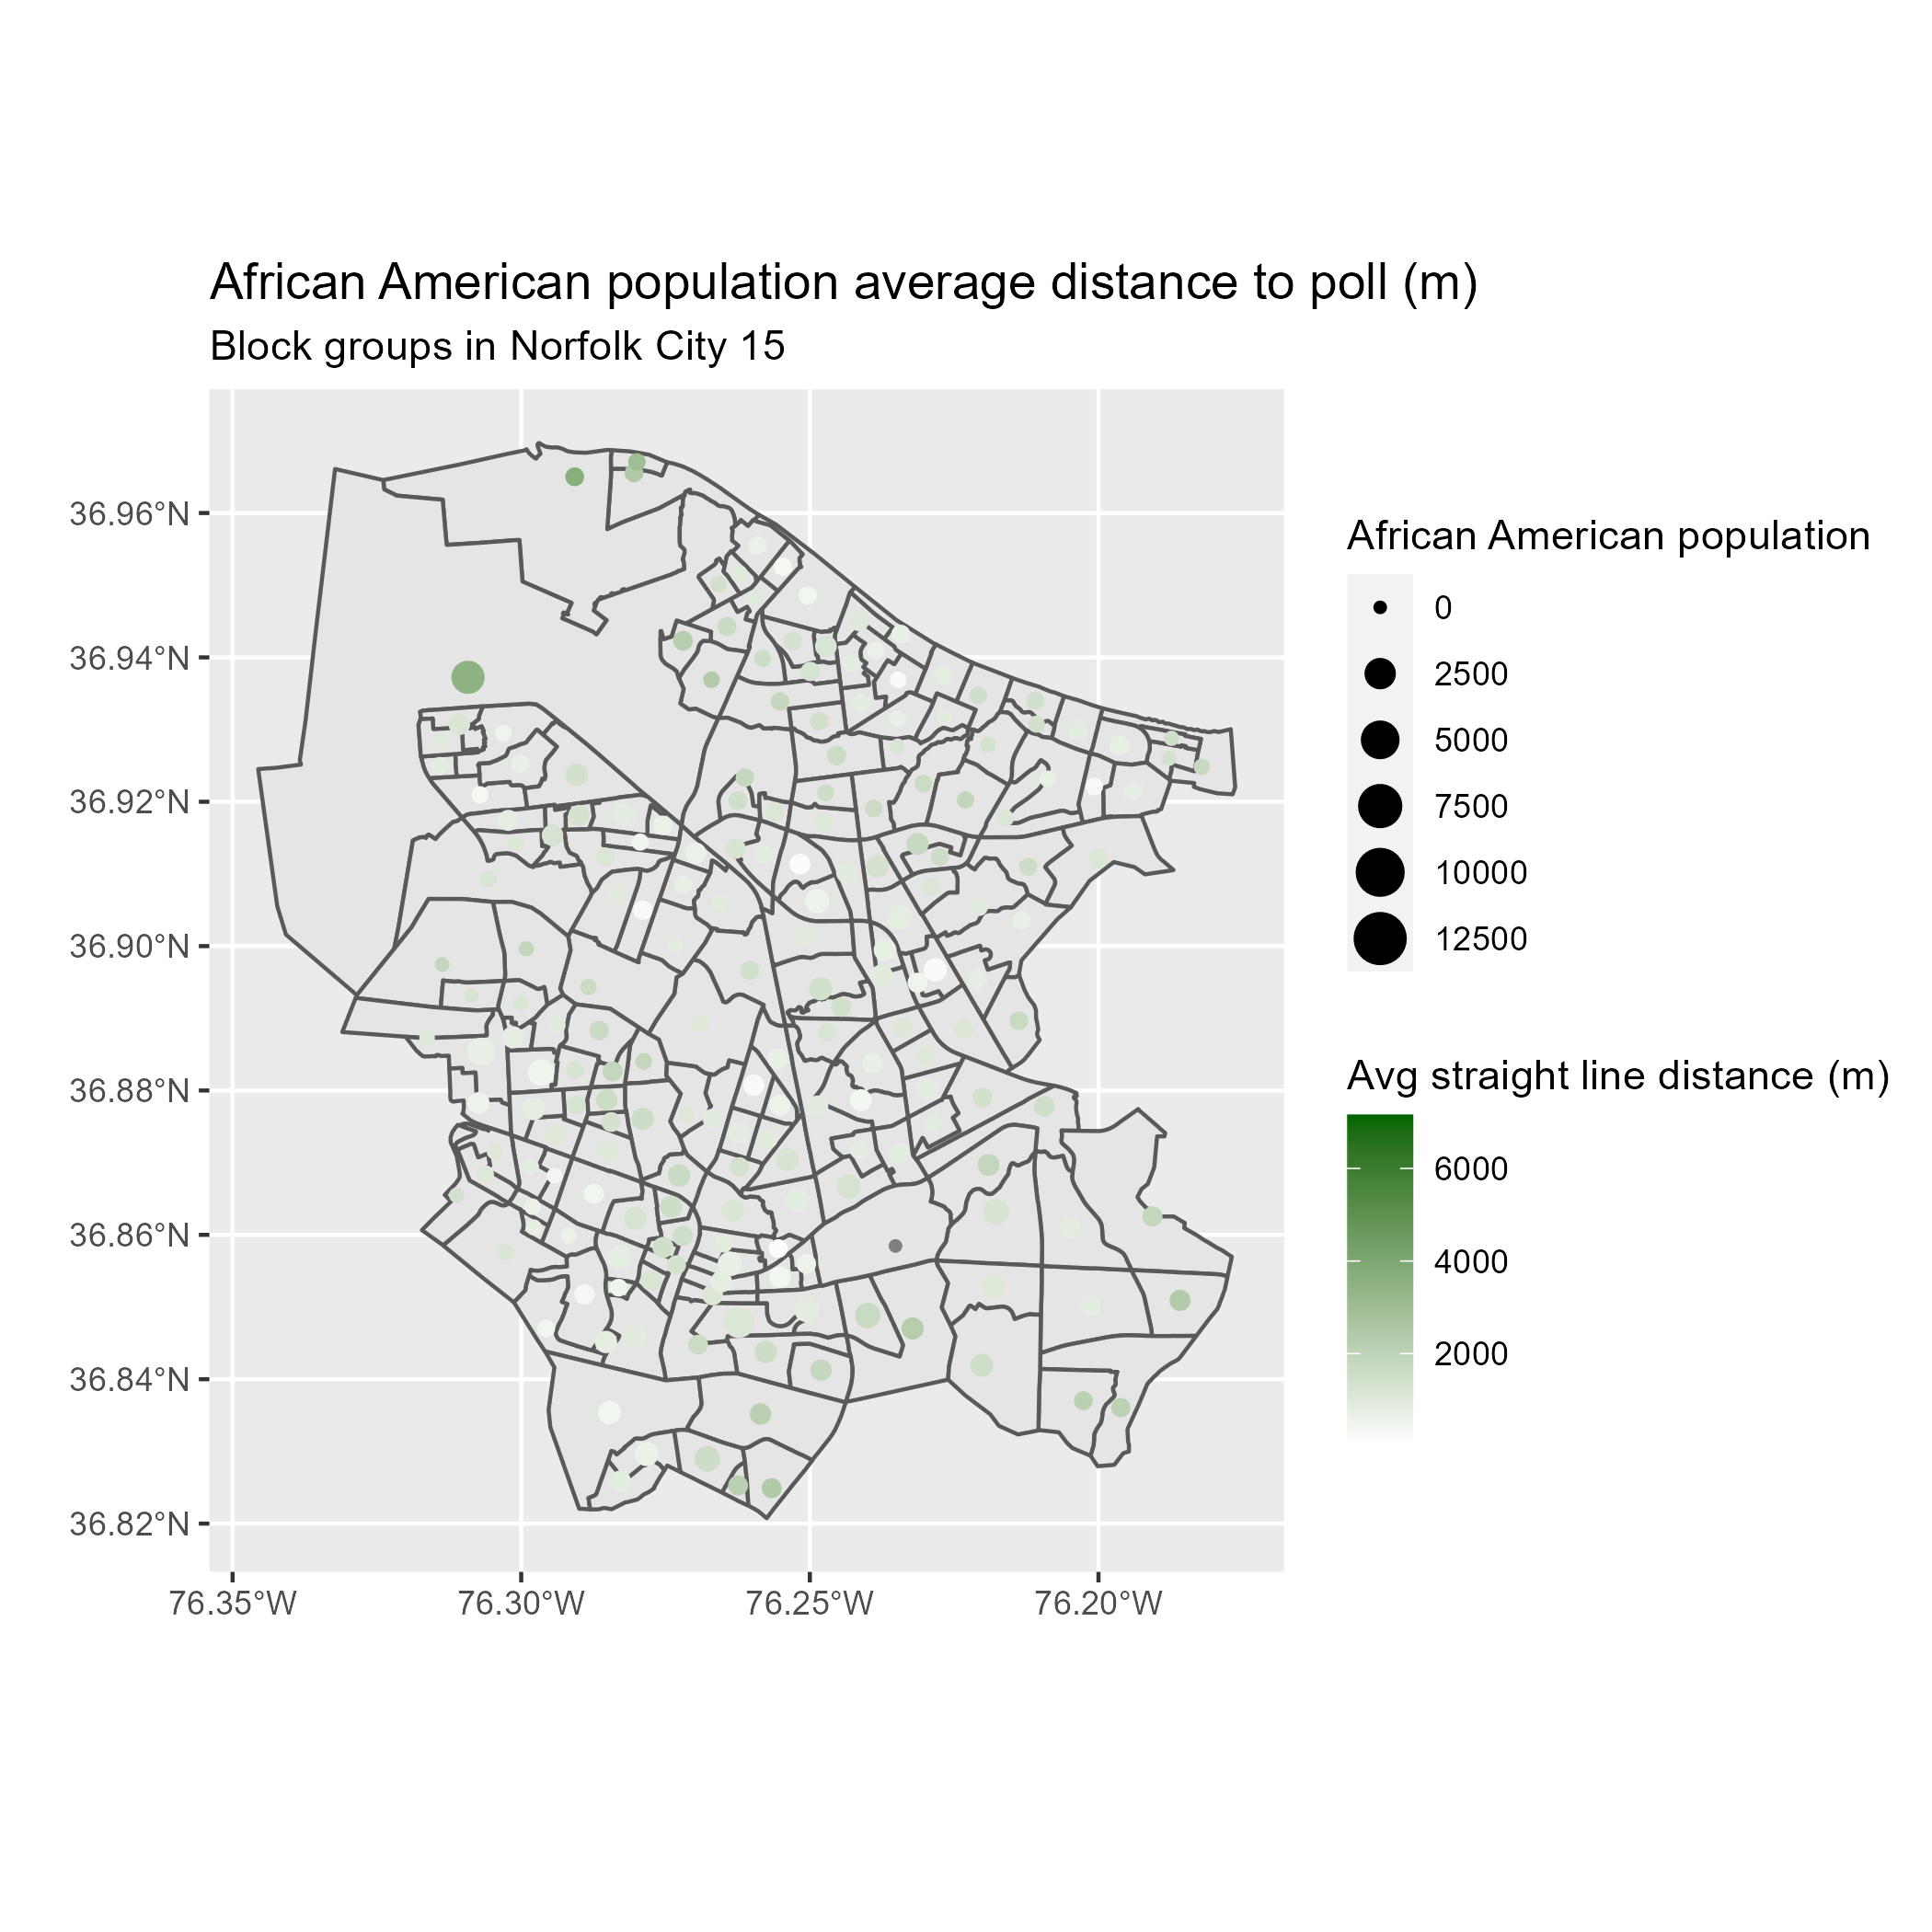 African American population average distance to poll (m)
Block groups in Norfolk City 15
36.96°N
36.94°N
36.92°N
36.90°N
36.88°N
36.86°N
36.84°N
36.82°N
76.35°W
76.30°W
76.25°W
76.20°W
African American population
0
2500
5000
7500
10000
12500
Avg straight line distance (m)
6000
4000
2000